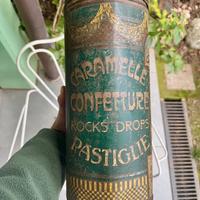 CARAMELLE
CONFETTURE
ROCKS DROPS
PASTIGLIE